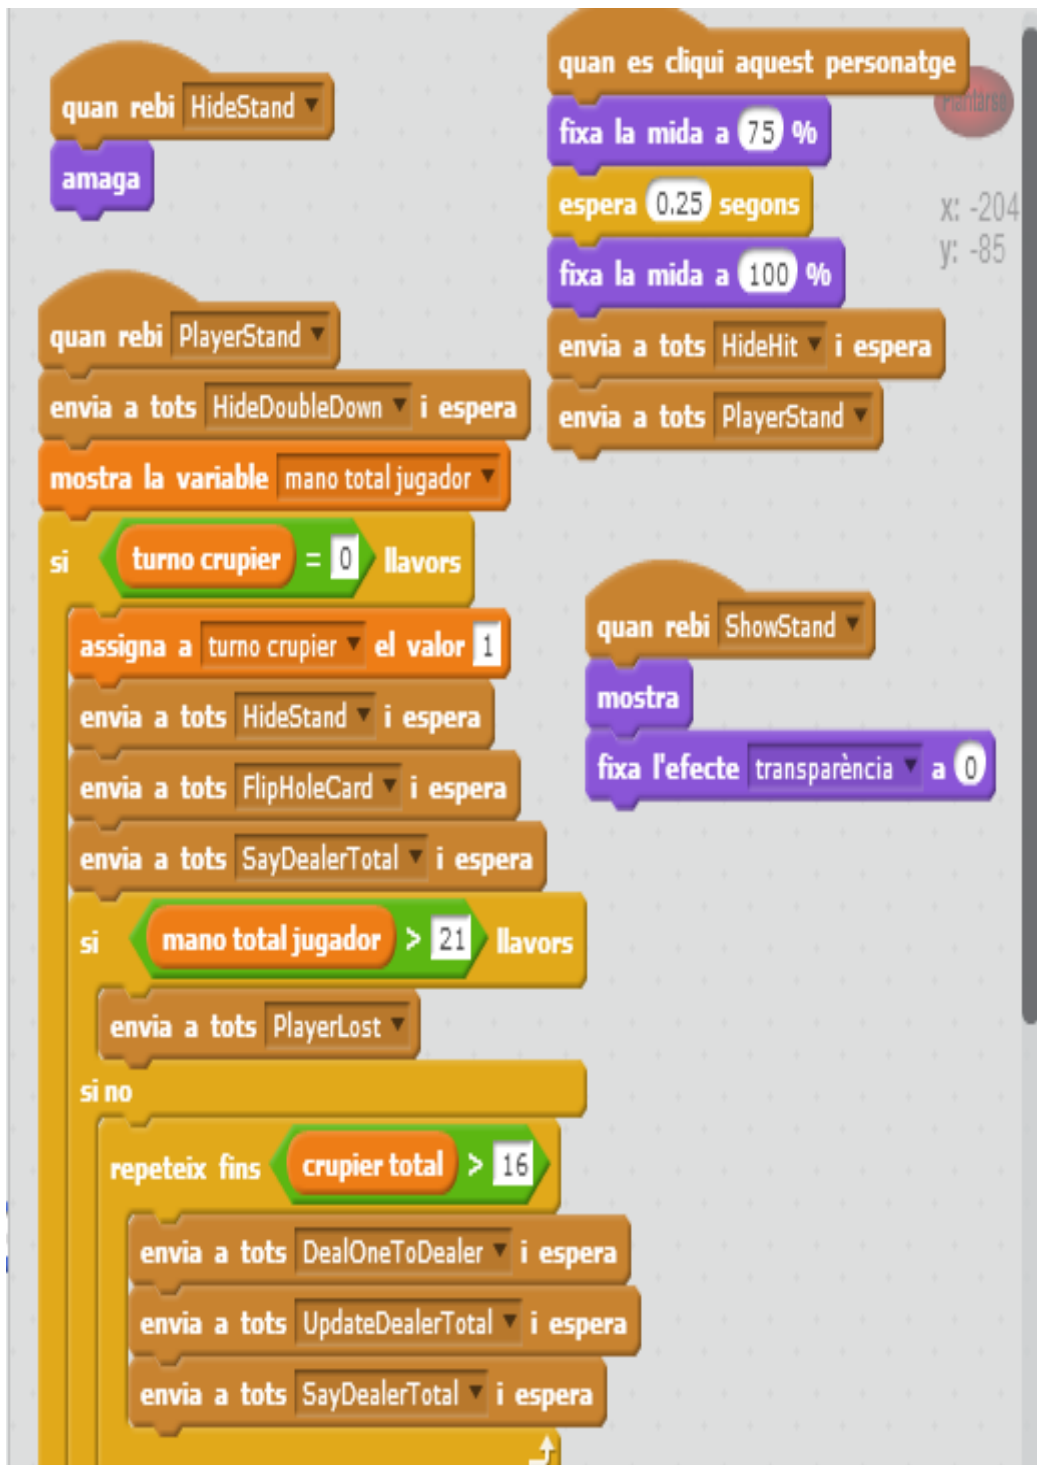 quan rebi HideStand
amaga
quan rebi PlayerStand
envia a tots HideDoubleDown i espera
mostra la variable mano total jugador
si turno crupier = 0 llavors
assigna a turno crupier el valor 1
envia a tots HideStand i espera
envia a tots FlipHoleCard i espera
envia a tots SayDealerTotal i espera
si mano total jugador > 21 llavors
envia a tots PlayerLost
si no
repeteix fins crupier total > 16
envia a tots DealOneToDealer i espera
envia a tots UpdateDealerTotal i espera
envia a tots SayDealerTotal i espera
quan es cliqui aquest personatge
fixa la mida a 75 %
espera 0.25 segons
fixa la mida a 100 %
envia a tots HideHit i espera
envia a tots PlayerStand
quan rebi ShowStand
mostra
fixa l'efecte transparència a 0
Plantarse
x: -204
y: -85